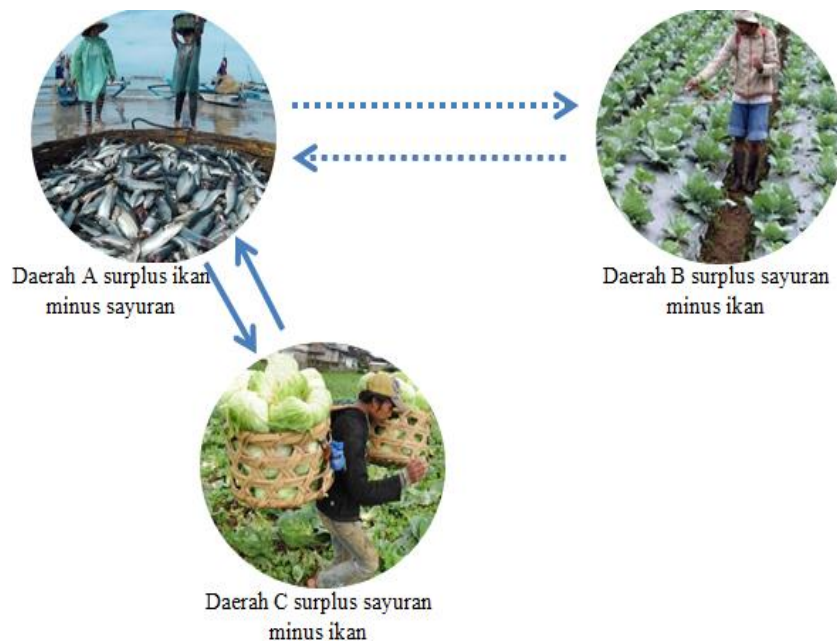 Daerah A surplus ikan
minus sayuran
Daerah B surplus sayuran
minus ikan
Daerah C surplus sayuran
minus ikan